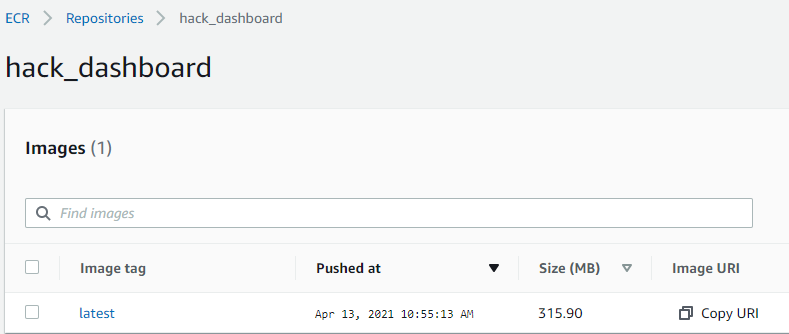 ECR > Repositories > hack_dashboard
hack_dashboard
Images (1)
Find images
Image tag Pushed at Size (MB) Image URI
latest Apr 13, 2021 10:55:13 AM 315.90 Copy URI